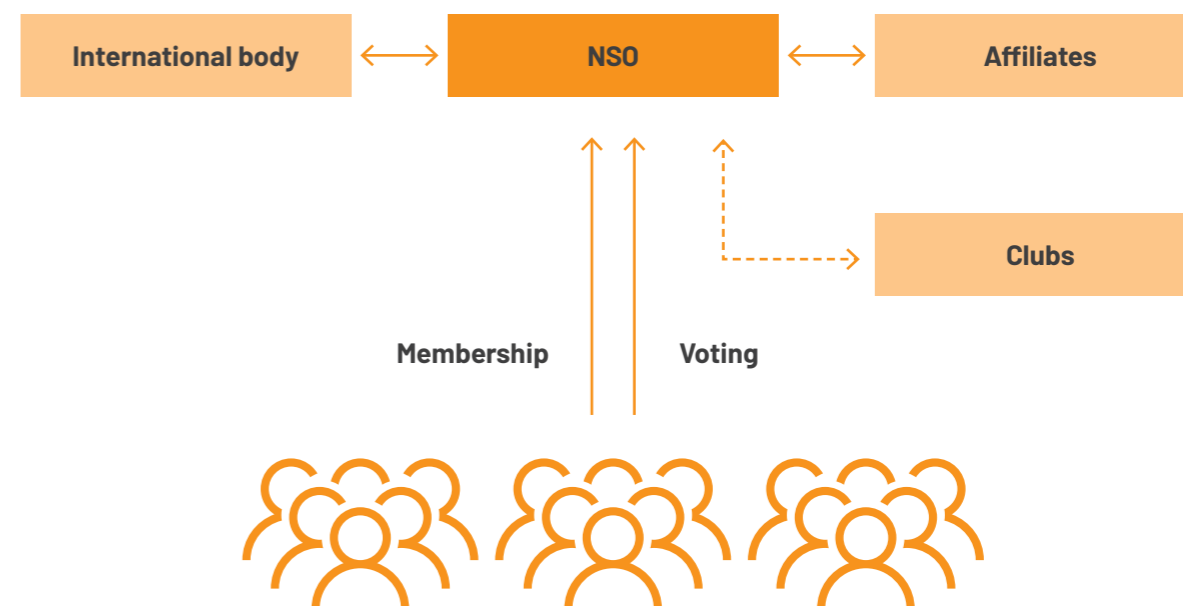 International body
NSO
Affiliates
Clubs
Membership
Voting